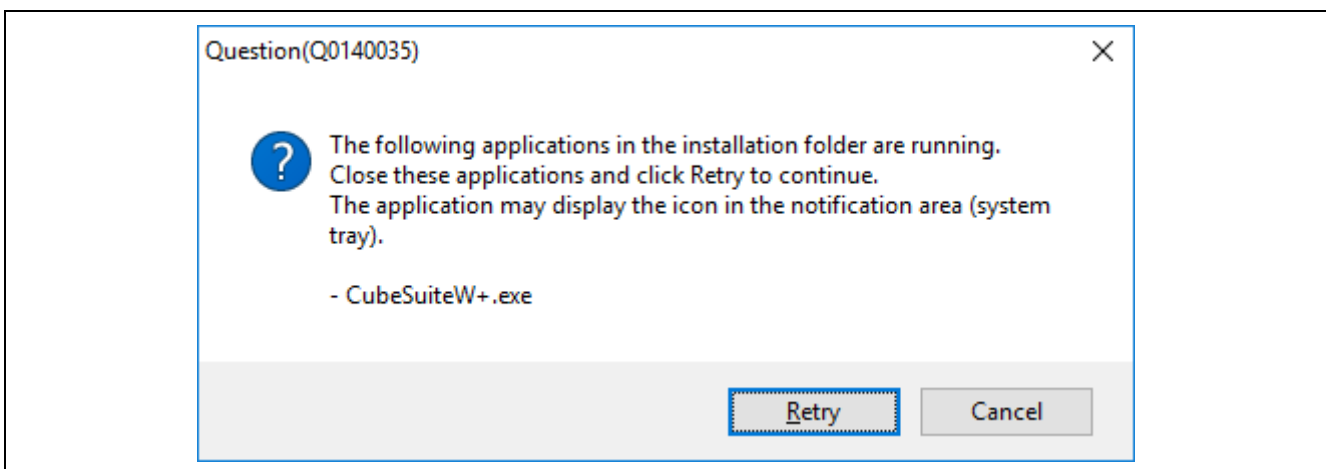 Question(Q0140035)
The following applications in the installation folder are running.
Close these applications and click Retry to continue.
The application may display the icon in the notification area (system
tray).
- CubeSuiteW+.exe
Retry
Cancel